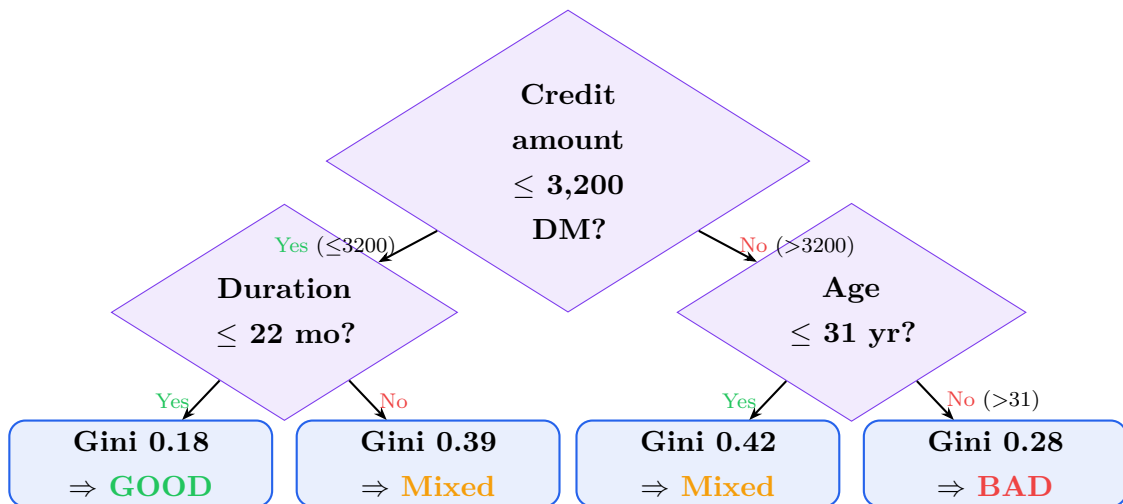 Credit
amount
≤ 3,200
DM?
Yes (≤3200)
No (>3200)
Duration
≤ 22 mo?
Age
≤ 31 yr?
Yes
No
Yes
No (>31)
Gini 0.18
⇒ GOOD
Gini 0.39
⇒ Mixed
Gini 0.42
⇒ Mixed
Gini 0.28
⇒ BAD